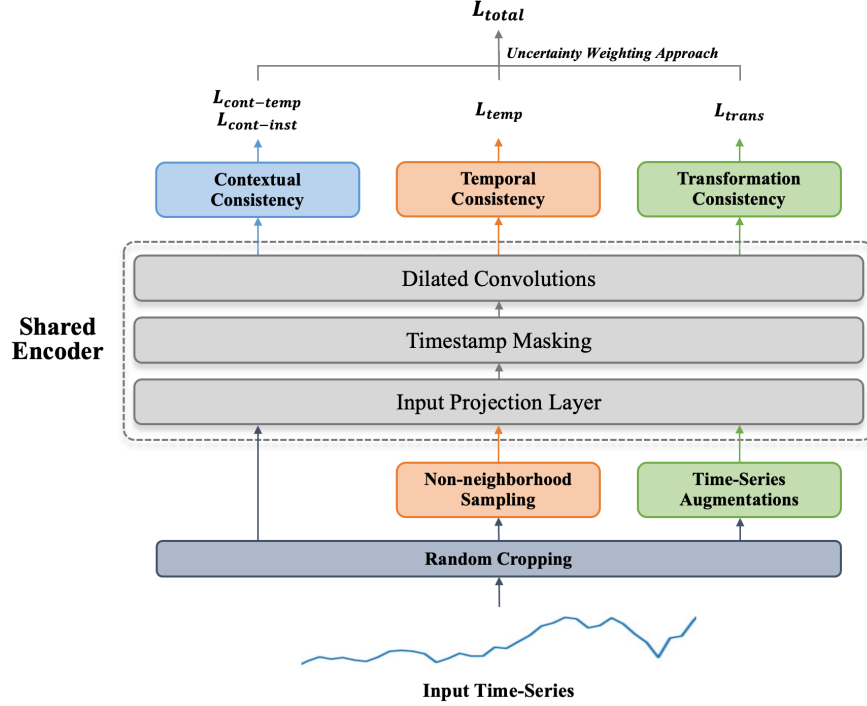 L_total
Uncertainty Weighting Approach
L_cont-temp
L_cont-inst
L_temp
L_trans
Contextual
Consistency
Temporal
Consistency
Transformation
Consistency
Shared
Encoder
Dilated Convolutions
Timestamp Masking
Input Projection Layer
Non-neighborhood
Sampling
Time-Series
Augmentations
Random Cropping
Input Time-Series